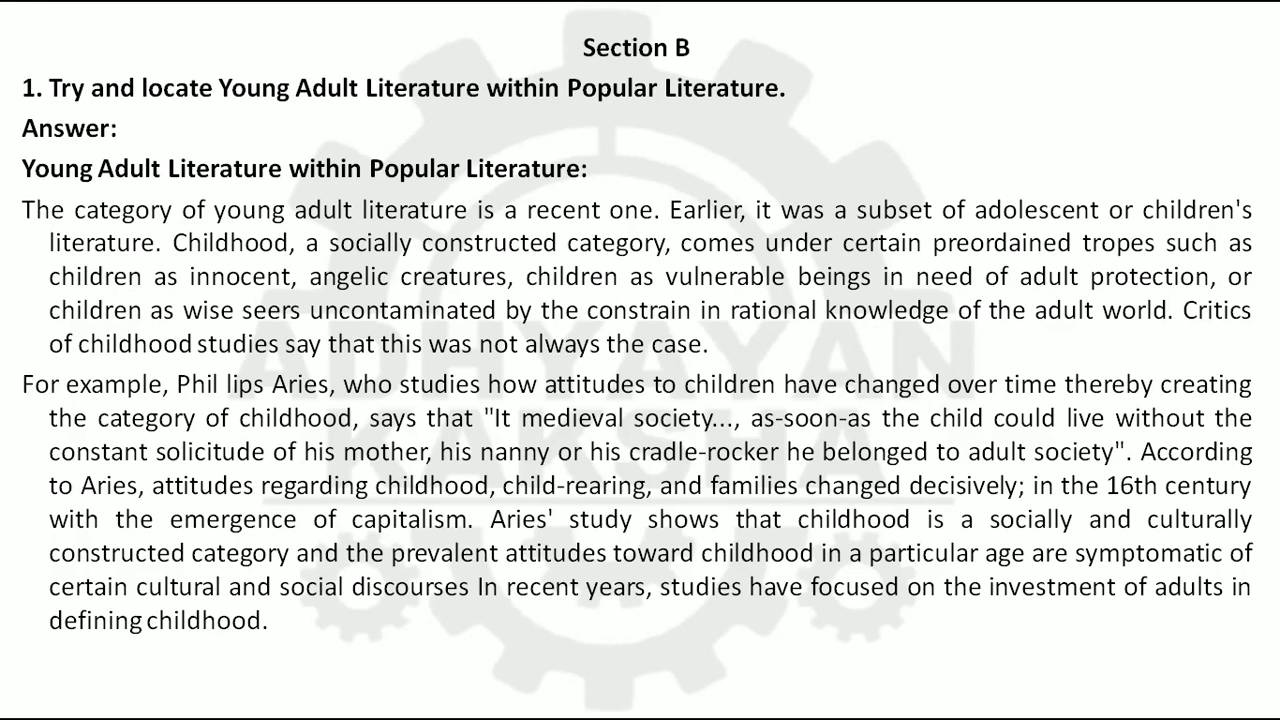 Section B
1. Try and locate Young Adult Literature within Popular Literature.
Answer:
Young Adult Literature within Popular Literature:
The category of young adult literature is a recent one. Earlier, it was a subset of adolescent or children's
literature. Childhood, a socially constructed category, comes under certain preordained tropes such as
children as innocent, angelic creatures, children as vulnerable beings in need of adult protection, or
children as wise seers uncontaminated by the constrain in rational knowledge of the adult world. Critics
of childhood studies say that this was not always the case.
For example, Phil lips Aries, who studies how attitudes to children have changed over time thereby creating
the category of childhood, says that "It medieval society..., as-soon-as the child could live without the
constant solicitude of his mother, his nanny or his cradle-rocker he belonged to adult society". According
to Aries, attitudes regarding childhood, child-rearing, and families changed decisively; in the 16th century
with the emergence of capitalism. Aries' study shows that childhood is a socially and culturally
constructed category and the prevalent attitudes toward childhood in a particular age are symptomatic of
certain cultural and social discourses In recent years, studies have focused on the investment of adults in
defining childhood.
ADHYAYAN
KAKSHA